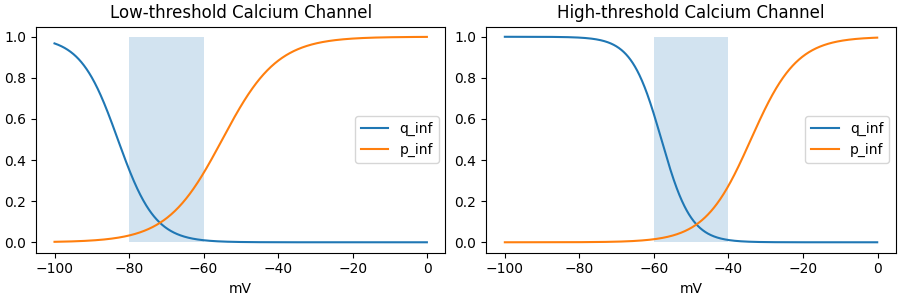 Low-threshold Calcium Channel
1.0
0.8
0.6
0.4
0.2
0.0
q_inf
p_inf
−100 −80 −60 −40 −20 0
mV
High-threshold Calcium Channel
1.0
0.8
0.6
0.4
0.2
0.0
q_inf
p_inf
−100 −80 −60 −40 −20 0
mV